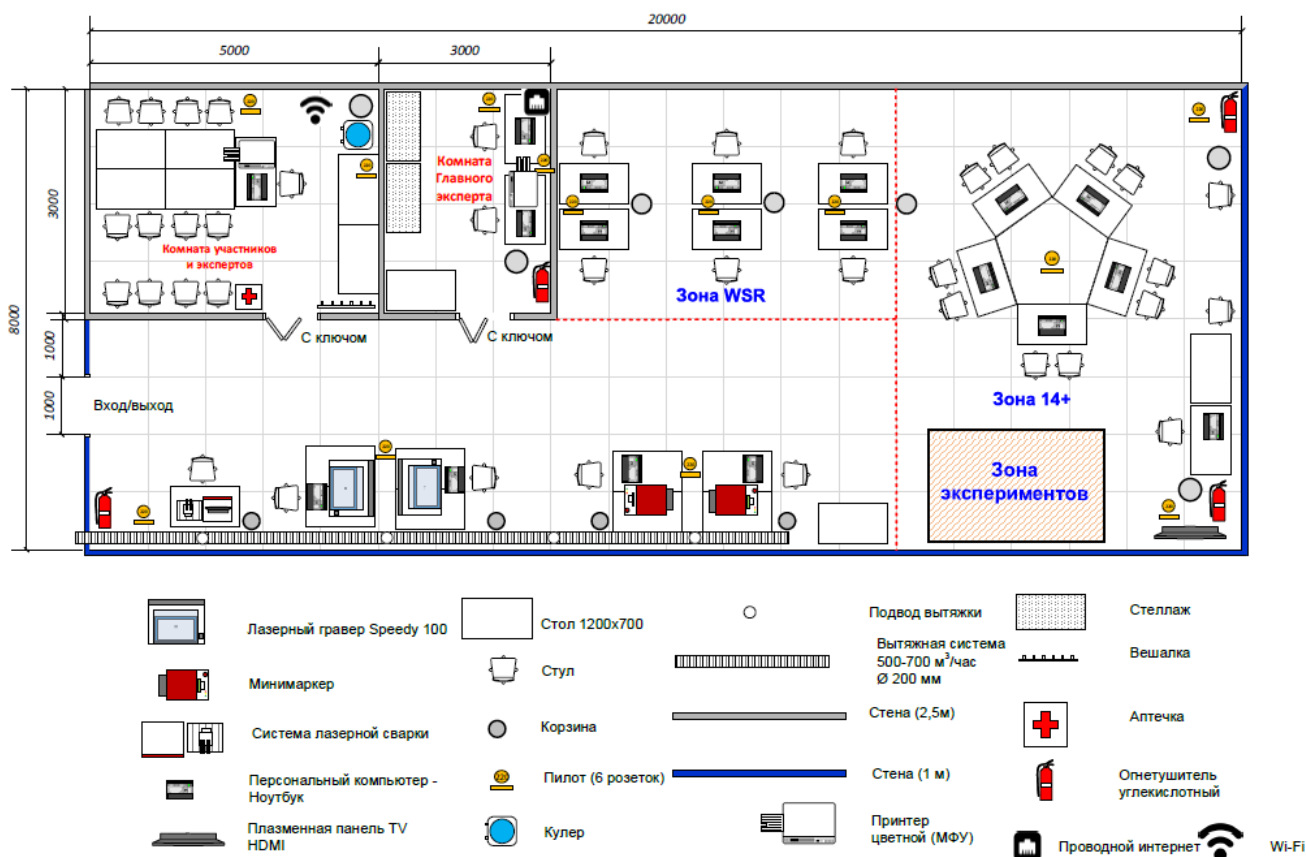 20000
5000
3000
3000
8000
1000
1000
Комната
Главного
эксперта
Комната участников
и экспертов
Зона WSR
С ключом
С ключом
Вход/выход
Зона 14+
Зона
экспериментов
Лазерный гравер Speedy 100
Стол 1200х700
Подвод вытяжки
Стеллаж
Минимаркер
Стул
Вытяжная система
500-700 м³/час
Ø 200 мм
Вешалка
Система лазерной сварки
Корзина
Стена (2,5м)
Аптечка
Персональный компьютер -
Ноутбук
220
Пилот (6 розеток)
Стена (1 м)
Огнетушитель
углекислотный
Плазменная панель TV
HDMI
Кулер
Принтер
цветной (МФУ)
Проводной интернет
Wi-Fi